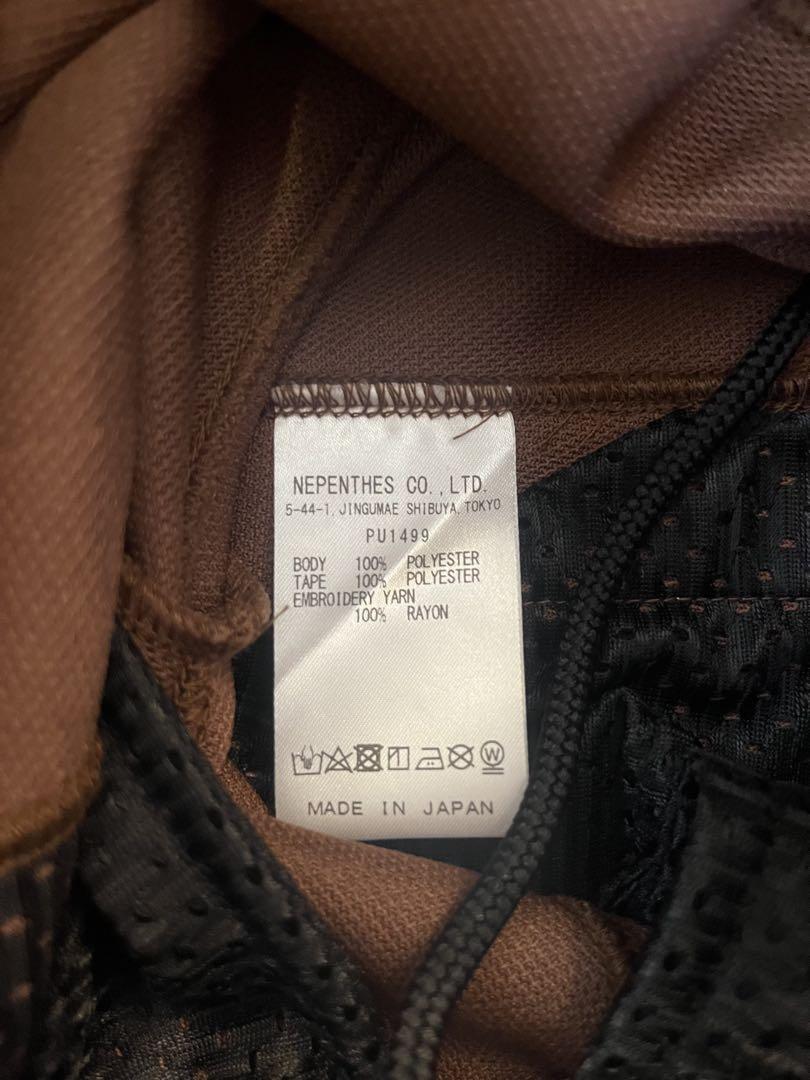 NEPENTHES CO., LTD.
5-44-1, JINGUMAE SHIBUYA, TOKYO
PU1499
BODY 100% POLYESTER
TAPE 100% POLYESTER
EMBROIDERY YARN
100% RAYON
W
MADE IN JAPAN